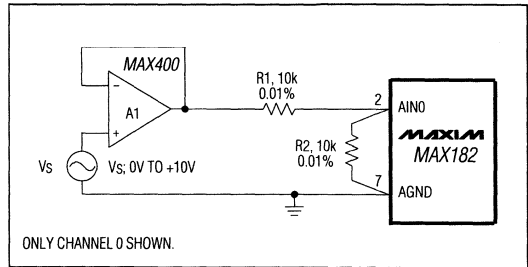 MAX400
R1, 10k
0.01%
−
A1
+
2
AIN0
MAXIM
MAX182
R2, 10k
0.01%
Vs
Vs; 0V TO +10V
7
AGND
ONLY CHANNEL 0 SHOWN.